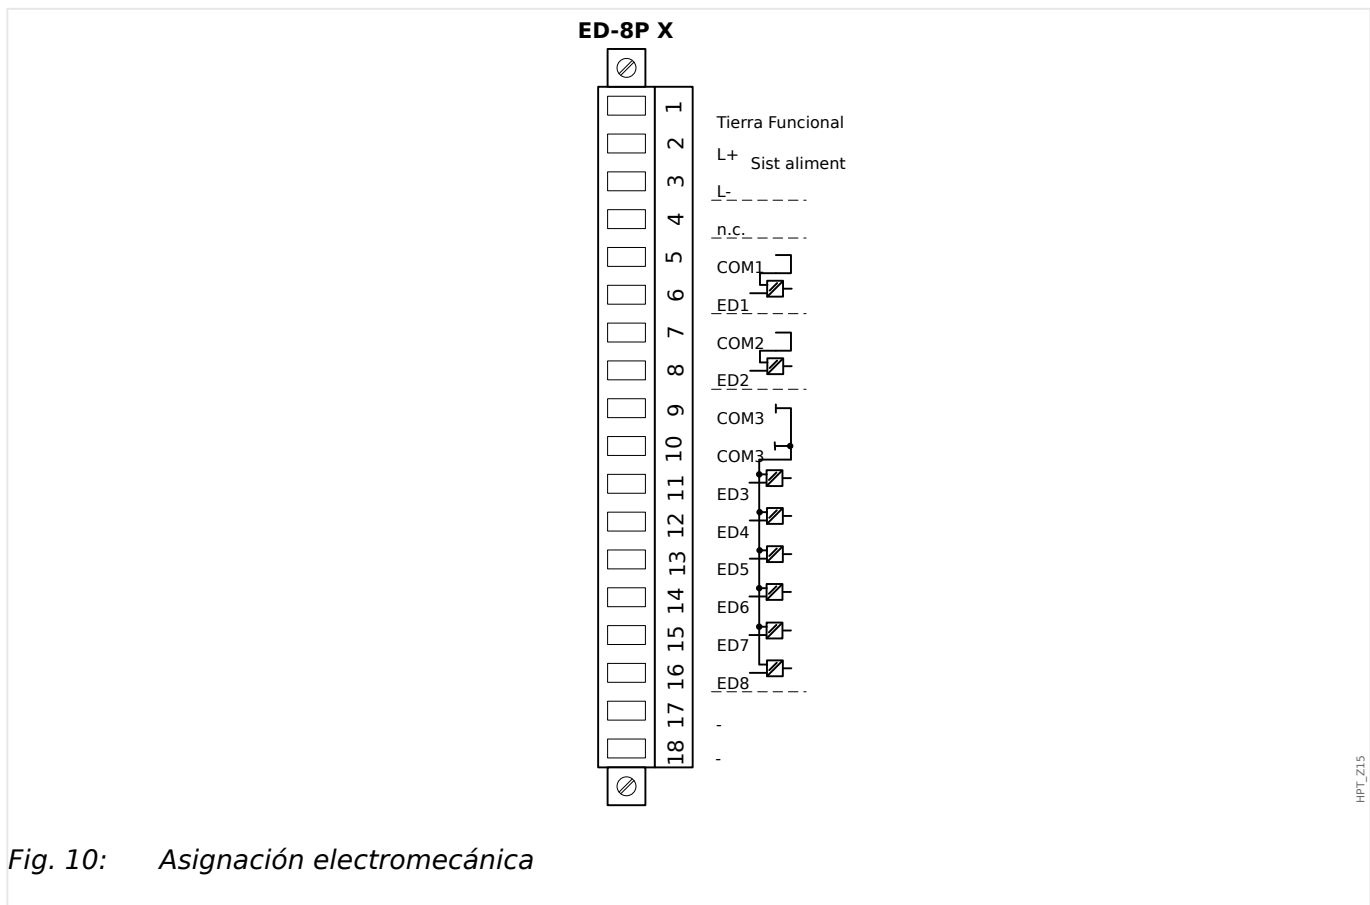 ED-8P X
1
Tierra Funcional
2
L+ Sist aliment
3
L-
4
n.c.
5
COM1
6
ED1
7
COM2
8
ED2
9
COM3
10
COM3
11
ED3
12
ED4
13
ED5
14
ED6
15
ED7
16
ED8
17
-
18
-
HPT_Z15
Fig. 10: Asignación electromecánica